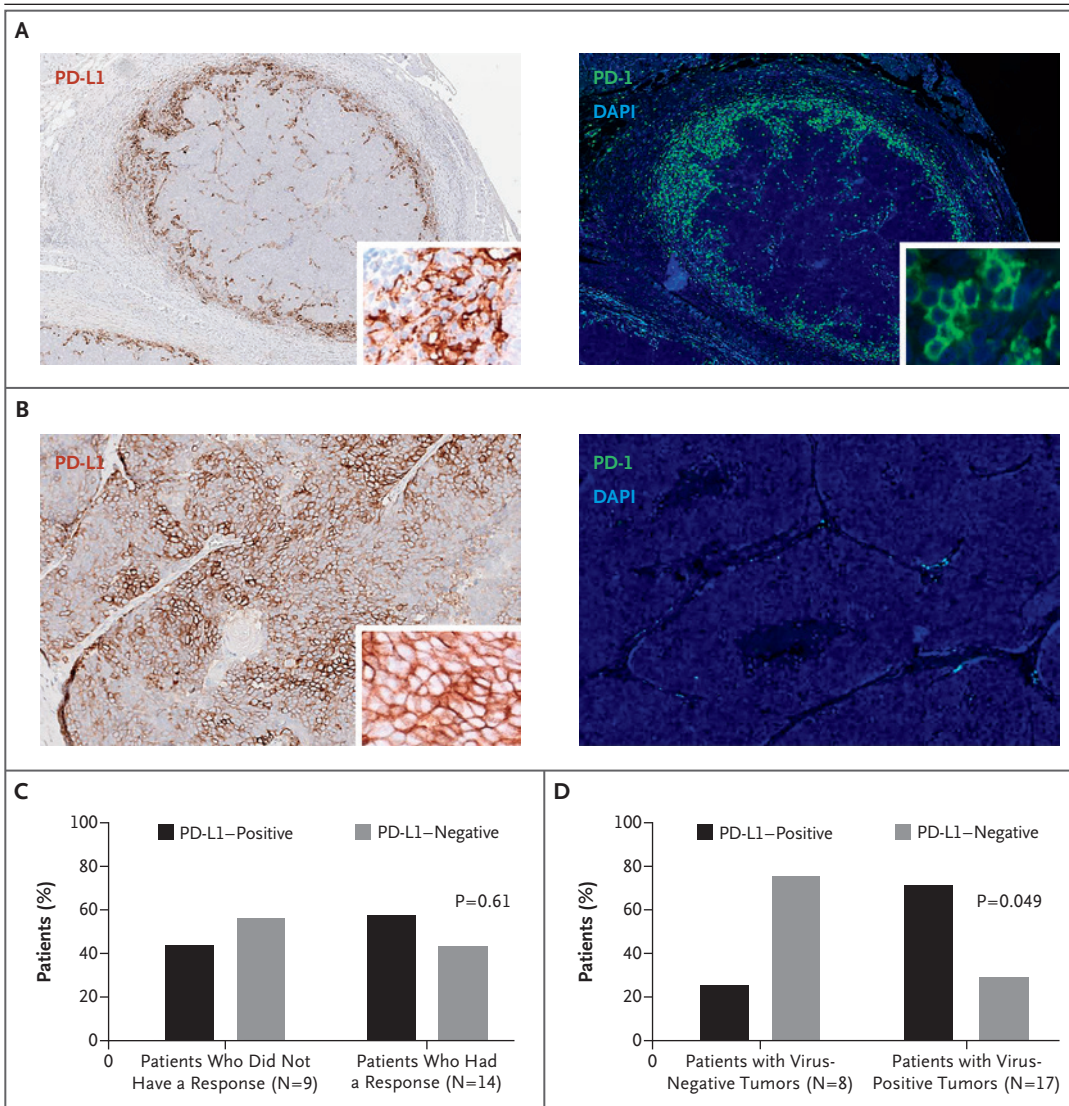 A
PD-L1
PD-1
DAPI
B
PD-L1
PD-1
DAPI
C
100
80
60
40
20
0
0
Patients (%)
PD-L1–Positive
PD-L1–Negative
P=0.61
Patients Who Did Not
Have a Response (N=9)
Patients Who Had
a Response (N=14)
D
100
80
60
40
20
0
0
Patients (%)
PD-L1–Positive
PD-L1–Negative
P=0.049
Patients with Virus-
Negative Tumors (N=8)
Patients with Virus-
Positive Tumors (N=17)